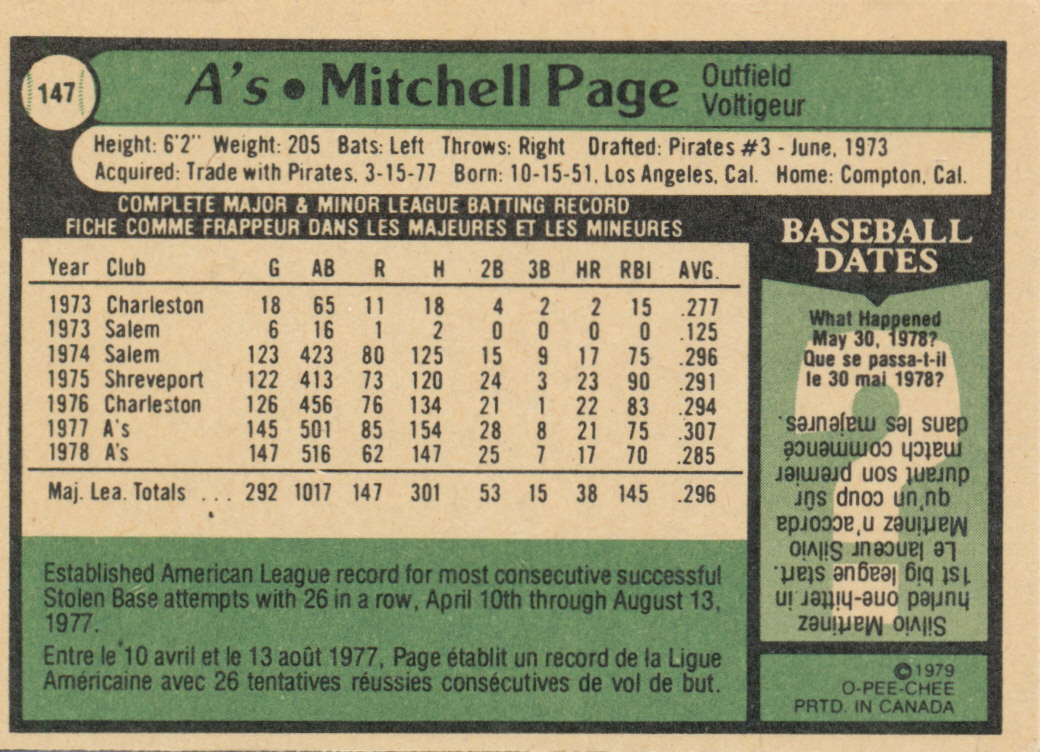 147
A's • Mitchell Page
Outfield
Voltigeur
Height: 6'2" Weight: 205 Bats: Left Throws: Right Drafted: Pirates #3 - June, 1973
Acquired: Trade with Pirates, 3-15-77 Born: 10-15-51, Los Angeles, Cal. Home: Compton, Cal.
COMPLETE MAJOR & MINOR LEAGUE BATTING RECORD
FICHE COMME FRAPPEUR DANS LES MAJEURES ET LES MINEURES
Year Club G AB R H 2B 3B HR RBI AVG.
1973 Charleston 18 65 11 18 4 2 2 15 .277
1973 Salem 6 16 1 2 0 0 0 0 .125
1974 Salem 123 423 80 125 15 9 17 75 .296
1975 Shreveport 122 413 73 120 24 3 23 90 .291
1976 Charleston 126 456 76 134 21 1 22 83 .294
1977 A's 145 501 85 154 28 8 21 75 .307
1978 A's 147 516 62 147 25 7 17 70 .285
Maj. Lea. Totals ... 292 1017 147 301 53 15 38 145 .296
Established American League record for most consecutive successful
Stolen Base attempts with 26 in a row, April 10th through August 13,
1977.
Entre le 10 avril et le 13 août 1977, Page établit un record de la Ligue
Américaine avec 26 tentatives réussies consécutives de vol de but.
BASEBALL
DATES
What Happened
May 30, 1978?
Que se passa-t-il
le 30 mai 1978?
Silvio Martinez
hurled one-hitter in
1st big league start.
Le lanceur Silvio
Martinez n'accorda
qu'un coup sûr
durant son premier
match commencé
dans les majeures.
©1979
O-PEE-CHEE
PRTD. IN CANADA